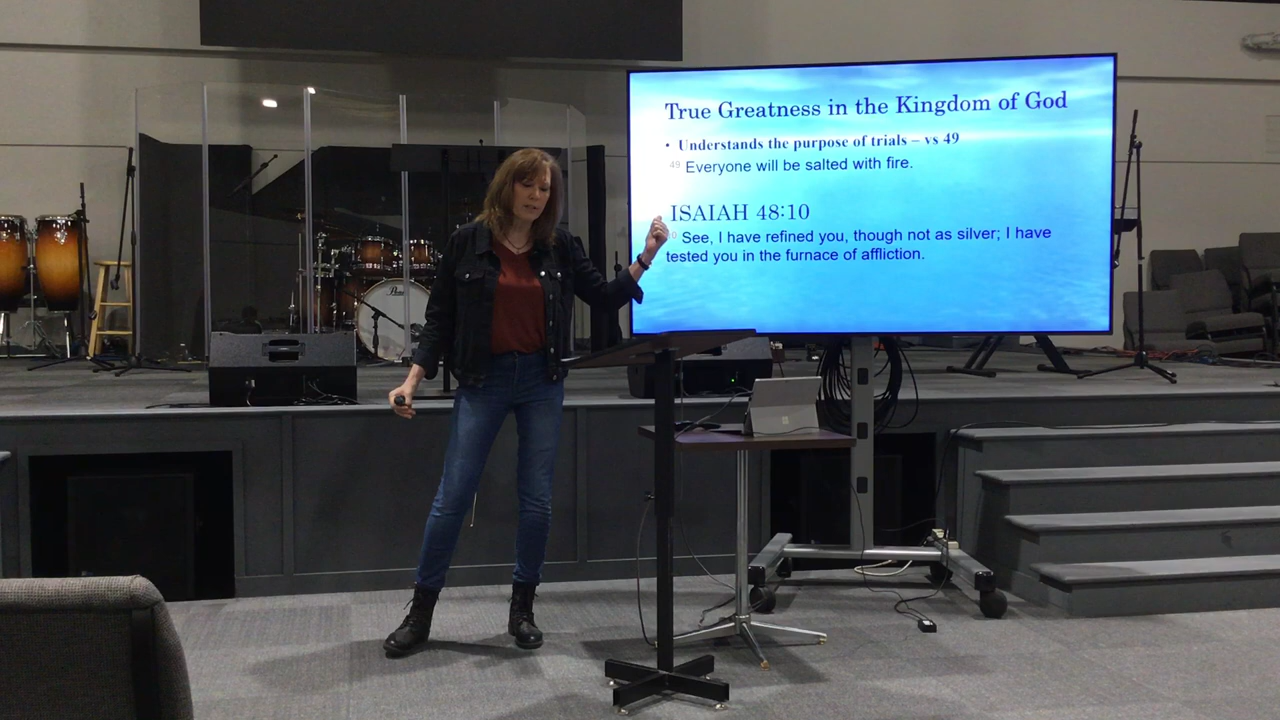 True Greatness in the Kingdom of God
• Understands the purpose of trials – vs 49
49 Everyone will be salted with fire.
ISAIAH 48:10
See, I have refined you, though not as silver; I have
tested you in the furnace of affliction.